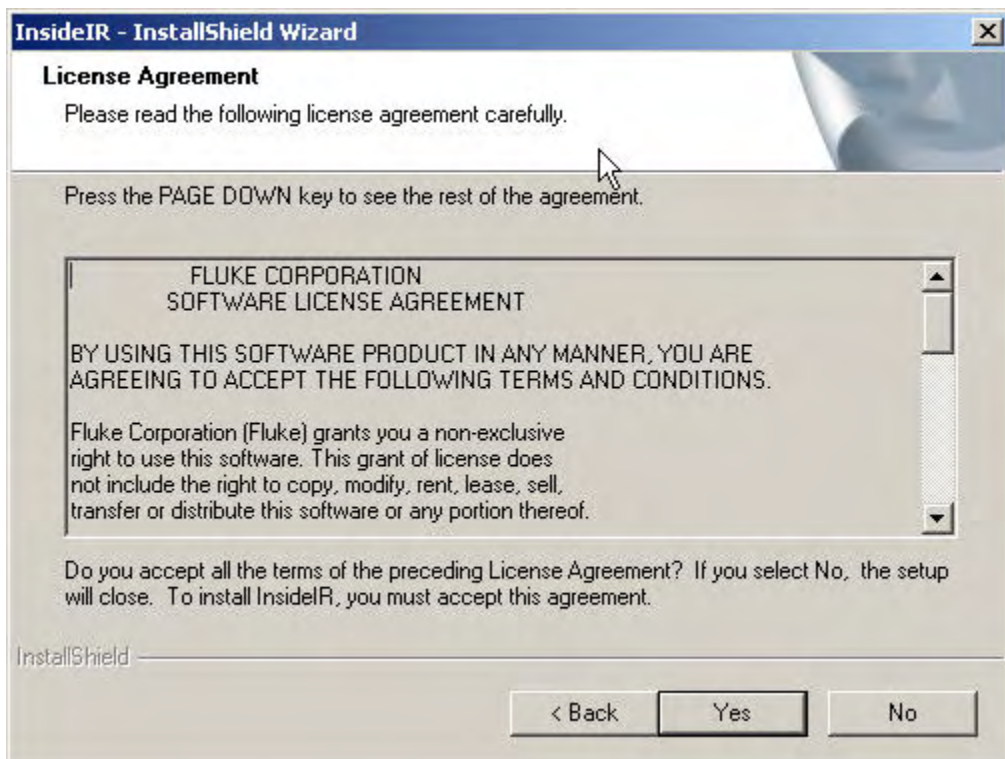 InsideIR - InstallShield Wizard
License Agreement
Please read the following license agreement carefully.
Press the PAGE DOWN key to see the rest of the agreement.
FLUKE CORPORATION
SOFTWARE LICENSE AGREEMENT
BY USING THIS SOFTWARE PRODUCT IN ANY MANNER, YOU ARE
AGREEING TO ACCEPT THE FOLLOWING TERMS AND CONDITIONS.
Fluke Corporation (Fluke) grants you a non-exclusive
right to use this software. This grant of license does
not include the right to copy, modify, rent, lease, sell,
transfer or distribute this software or any portion thereof.
Do you accept all the terms of the preceding License Agreement? If you select No, the setup
will close. To install InsideIR, you must accept this agreement.
InstallShield
< Back Yes No